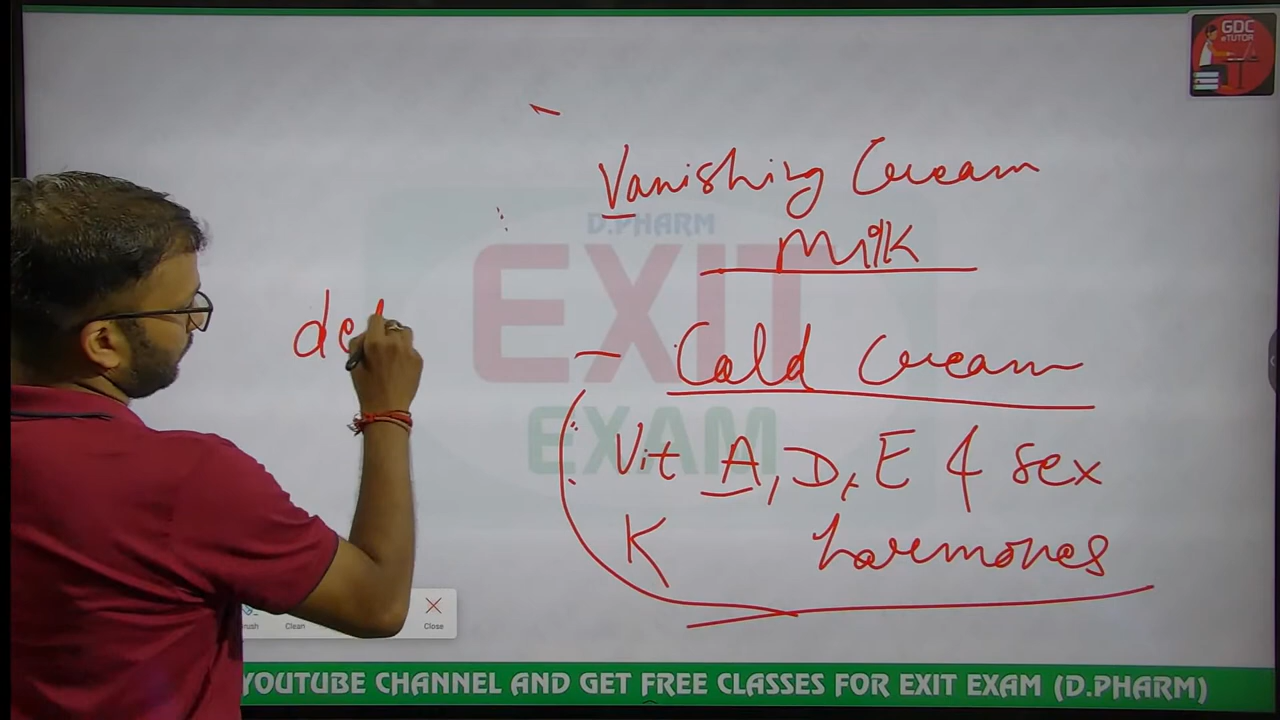 GDC
eTUTOR
Vanishing Cream
D.PHARM
Milk
EXIT
de
Cold Cream
EXAM
Vit A, D, E & sex
K hormones
Clean
Close
YOUTUBE CHANNEL AND GET FREE CLASSES FOR EXIT EXAM (D.PHARM)